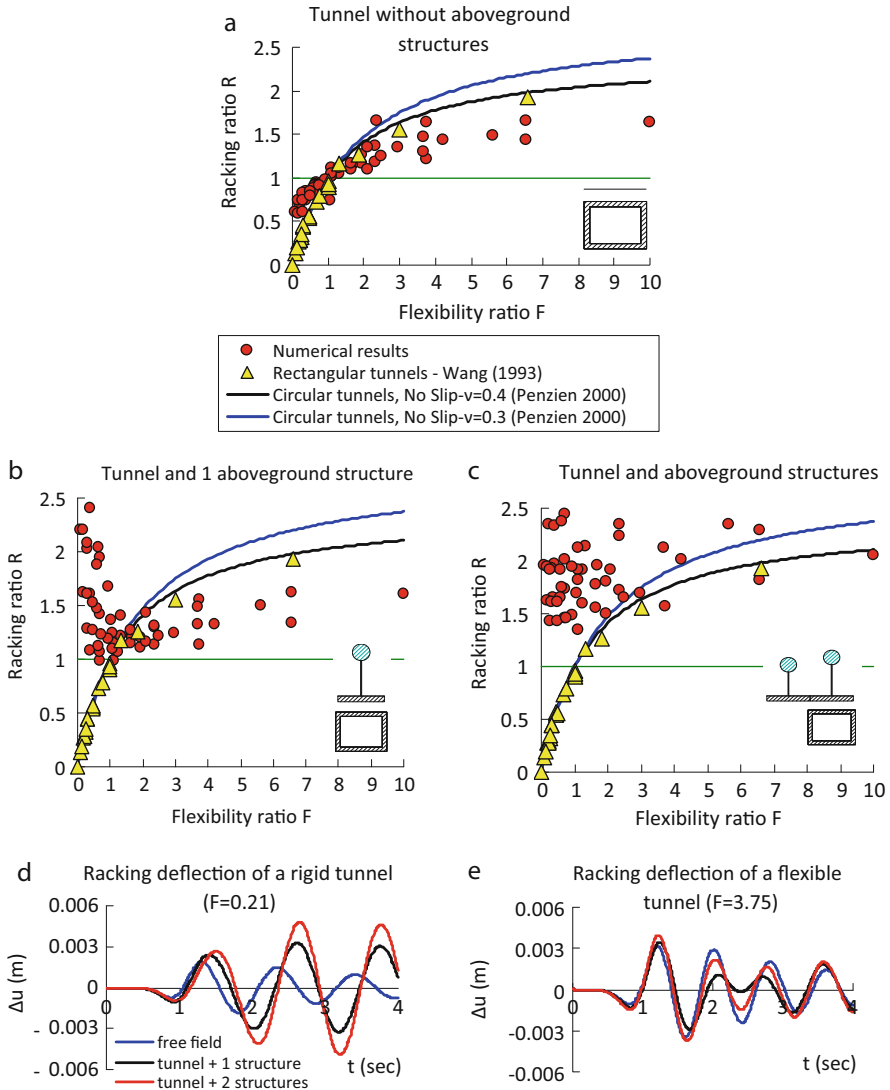 a
Tunnel without aboveground
structures
Racking ratio R
2.5
2
1.5
1
0.5
0
0 1 2 3 4 5 6 7 8 9 10
Flexibility ratio F
Numerical results
Rectangular tunnels - Wang (1993)
Circular tunnels, No Slip-ν=0.4 (Penzien 2000)
Circular tunnels, No Slip-ν=0.3 (Penzien 2000)
b
Tunnel and 1 aboveground structure
Racking ratio R
2.5
2
1.5
1
0.5
0
0 1 2 3 4 5 6 7 8 9 10
Flexibility ratio F
c
Tunnel and aboveground structures
Racking ratio R
2.5
2
1.5
1
0.5
0
0 1 2 3 4 5 6 7 8 9 10
Flexibility ratio F
d
Racking deflection of a rigid tunnel
(F=0.21)
Δu (m)
0.006
0.003
0
-
0.003
-
0.006
0 1 2 3 4
t (sec)
free field
tunnel + 1 structure
tunnel + 2 structures
e
Racking deflection of a flexible
tunnel (F=3.75)
Δu (m)
0.006
0.003
0
-0.003
-0.006
0 1 2 3 4
t (sec)